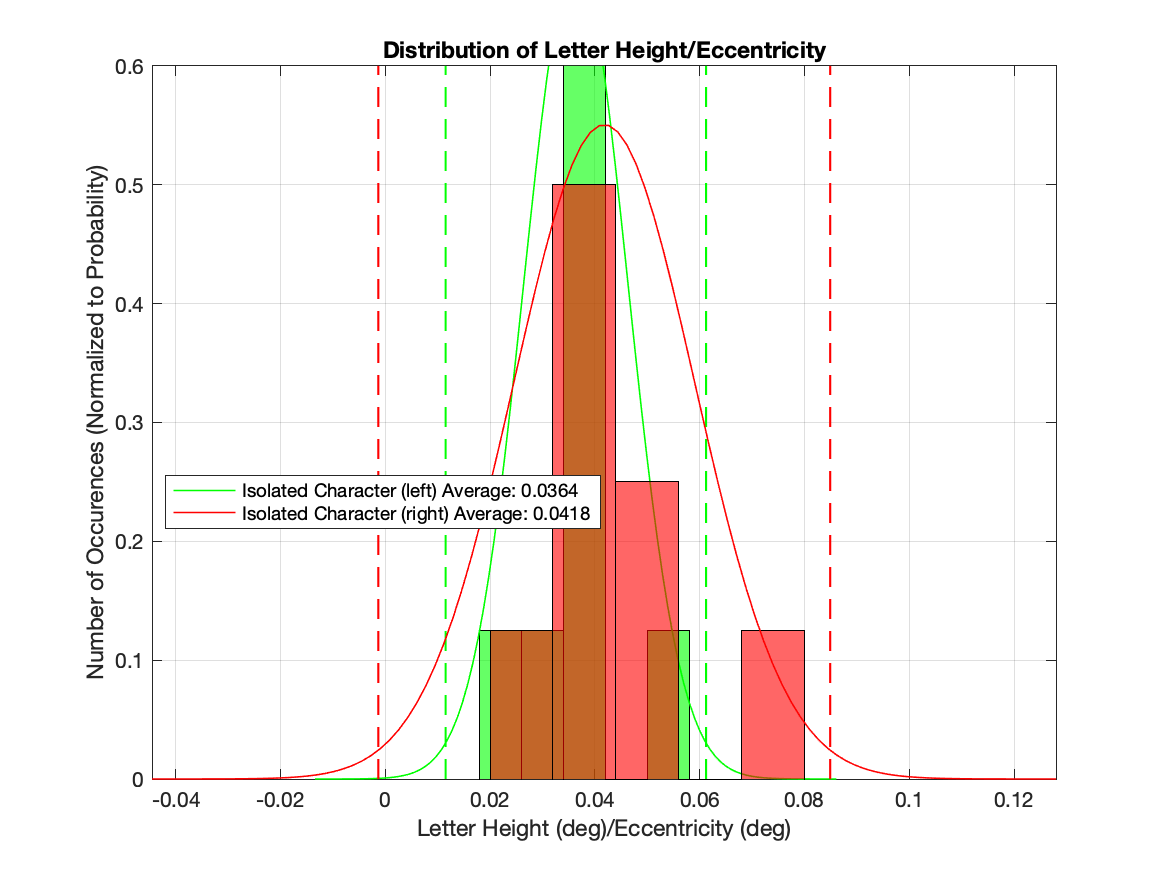 Distribution of Letter Height/Eccentricity
Number of Occurences (Normalized to Probability)
0.6
0.5
0.4
0.3
0.2
0.1
0
Isolated Character (left) Average: 0.0364
Isolated Character (right) Average: 0.0418
-0.04 -0.02 0 0.02 0.04 0.06 0.08 0.1 0.12
Letter Height (deg)/Eccentricity (deg)